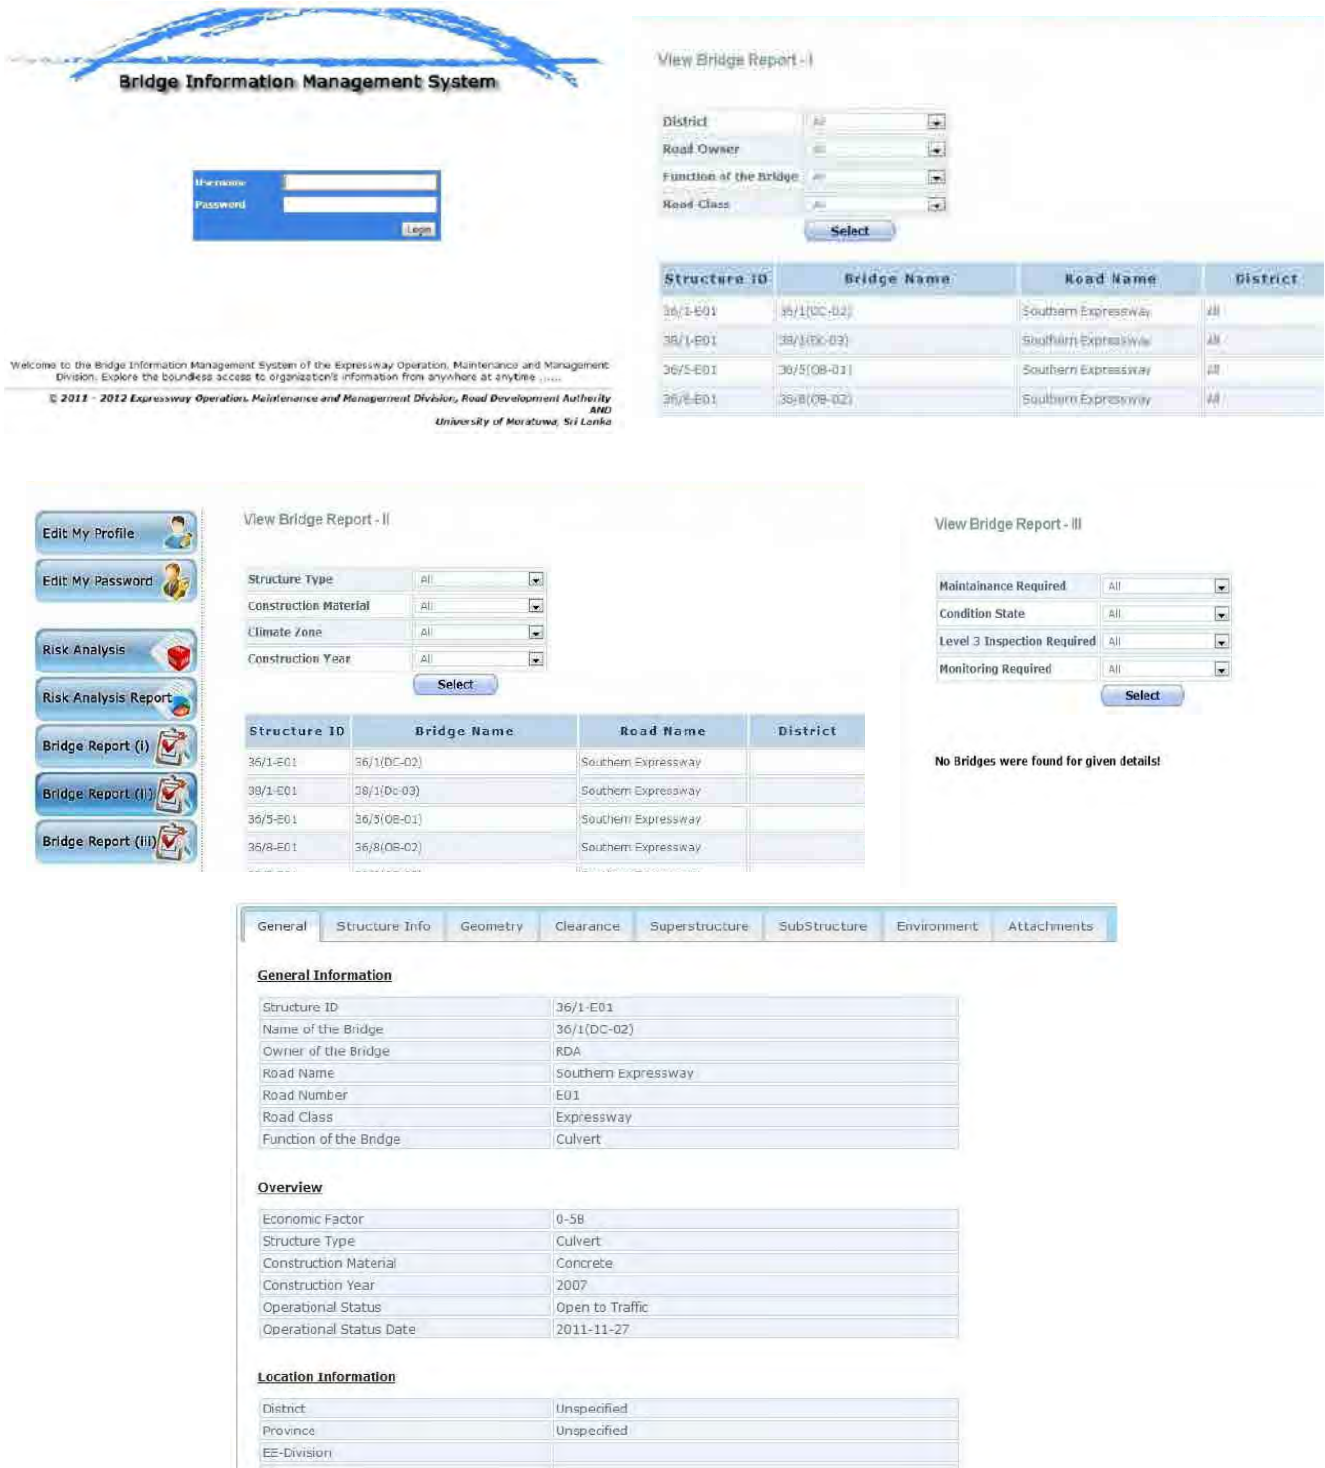 Bridge Information Management System
Username
Password
Login
Welcome to the Bridge Information Management System of the Expressway Operation, Maintenance and Management
Division. Explore the boundless access to organization's information from anywhere at anytime ......
© 2011 - 2012 Expressway Operation, Maintenance and Management Division, Road Development Authority
AND
University of Moratuwa, Sri Lanka
View Bridge Report - I
District All
Road Owner All
Function of the Bridge All
Road Class All
Select
Structure ID Bridge Name Road Name District
36/1-E01 36/1(DC-02) Southern Expressway All
38/1-E01 38/1(Dc-03) Southern Expressway All
36/5-E01 36/5(OB-01) Southern Expressway All
36/8-E01 36/8(OB-02) Southern Expressway All
Edit My Profile
Edit My Password
Risk Analysis
Risk Analysis Report
Bridge Report (i)
Bridge Report (ii)
Bridge Report (iii)
View Bridge Report - II
Structure Type All
Construction Material All
Climate Zone All
Construction Year All
Select
Structure ID Bridge Name Road Name District
36/1-E01 36/1(DC-02) Southern Expressway
38/1-E01 38/1(Dc-03) Southern Expressway
36/5-E01 36/5(OB-01) Southern Expressway
36/8-E01 36/8(OB-02) Southern Expressway
View Bridge Report - III
Maintainance Required All
Condition State All
Level 3 Inspection Required All
Monitoring Required All
Select
No Bridges were found for given details!
General Structure Info Geometry Clearance Superstructure SubStructure Environment Attachments
General Information
Structure ID 36/1-E01
Name of the Bridge 36/1(DC-02)
Owner of the Bridge RDA
Road Name Southern Expressway
Road Number E01
Road Class Expressway
Function of the Bridge Culvert
Overview
Economic Factor 0-5B
Structure Type Culvert
Construction Material Concrete
Construction Year 2007
Operational Status Open to Traffic
Operational Status Date 2011-11-27
Location Information
District Unspecified
Province Unspecified
EE-Division